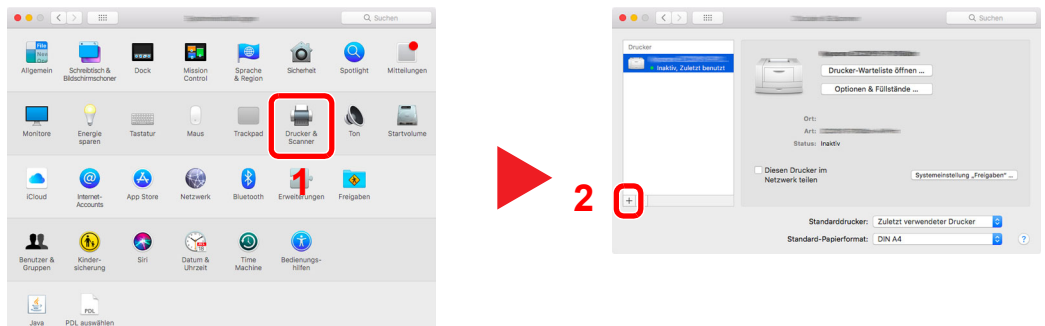 Suchen
File
New
Ope
Allgemein
Schreibtisch &
Bildschirmschoner
Dock
Mission
Control
Sprache
& Region
Sicherheit
Spotlight
Mitteilungen
Monitore
Energie
sparen
Tastatur
Maus
Trackpad
Drucker &
Scanner
Ton
Startvolume
1
iCloud
Internet-
Accounts
App Store
Netzwerk
Bluetooth
Erweiterungen
Freigaben
Benutzer &
Gruppen
Kinder-
sicherung
Siri
Datum &
Uhrzeit
Time
Machine
Bedienungs-
hilfen
Java
PDL
PDL auswählen
Suchen
Drucker
Inaktiv, Zuletzt benutzt
Drucker-Warteliste öffnen ...
Optionen & Füllstände ...
Ort:
Art:
Status: Inaktiv
Diesen Drucker im
Netzwerk teilen
Systemeinstellung „Freigaben“ ...
2
+
Standarddrucker: Zuletzt verwendeter Drucker
Standard-Papierformat: DIN A4
?